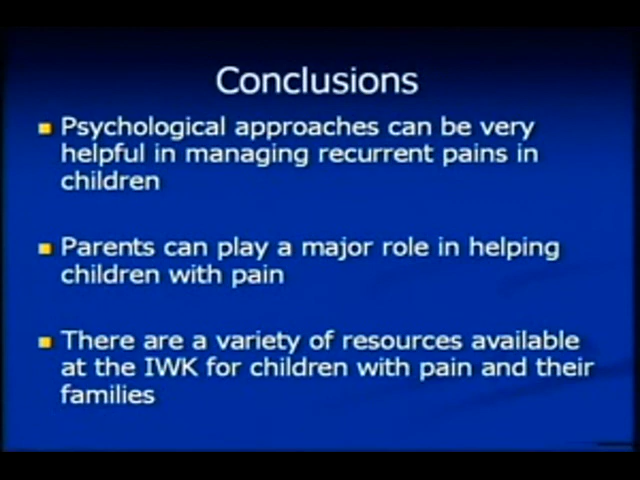 Conclusions
Psychological approaches can be very
helpful in managing recurrent pains in
children
Parents can play a major role in helping
children with pain
There are a variety of resources available
at the IWK for children with pain and their
families